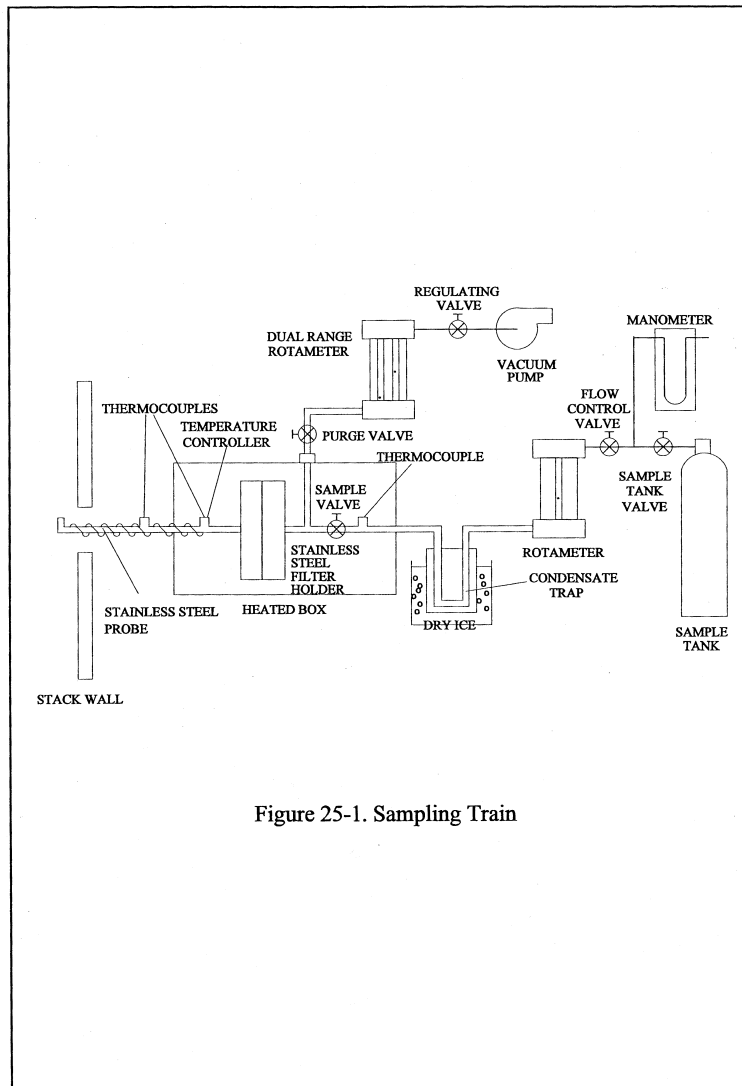 REGULATING
VALVE
MANOMETER
DUAL RANGE
ROTAMETER
VACUUM
PUMP
FLOW
CONTROL
VALVE
THERMOCOUPLES
TEMPERATURE
CONTROLLER
PURGE VALVE
THERMOCOUPLE
SAMPLE
VALVE
SAMPLE
TANK
VALVE
STAINLESS
STEEL
FILTER
HOLDER
ROTAMETER
CONDENSATE
TRAP
HEATED BOX
STAINLESS STEEL
PROBE
DRY ICE
SAMPLE
TANK
STACK WALL
Figure 25-1. Sampling Train